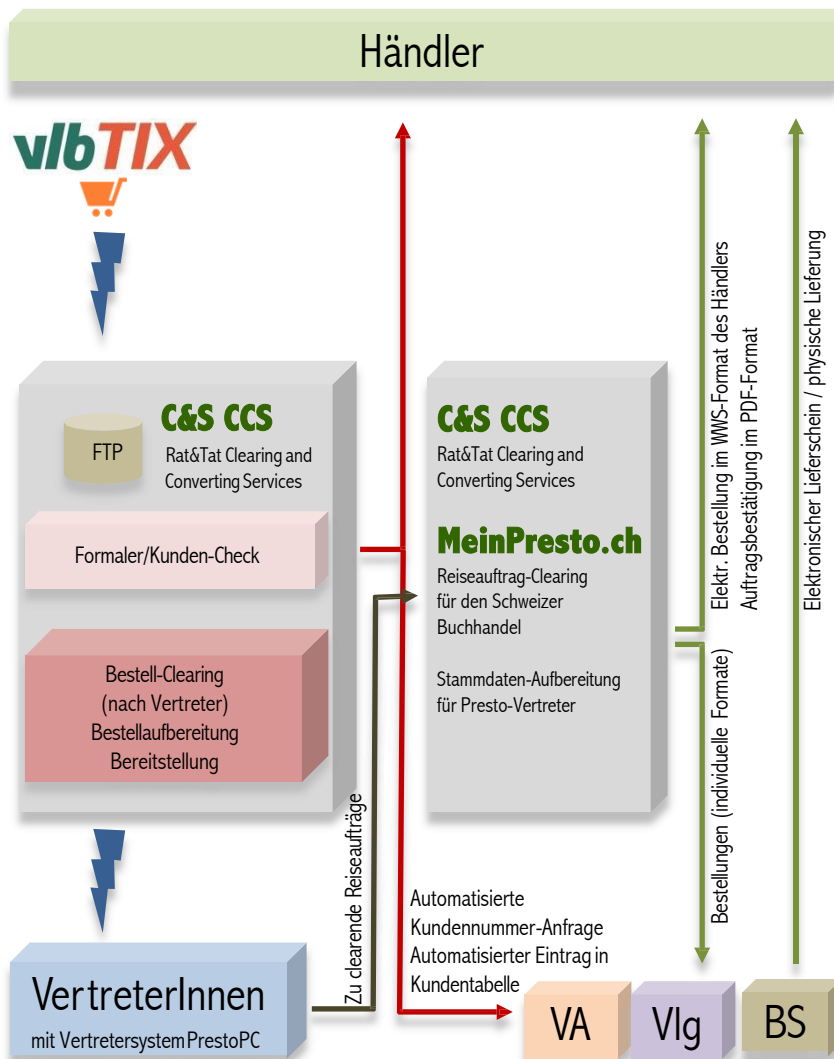 Händler
vlbTIX
C&S CCS
FTP
Rat&Tat Clearing and
Converting Services
Formaler/Kunden-Check
Bestell-Clearing
(nach Vertreter)
Bestellaufbereitung
Bereitstellung
C&S CCS
Rat&Tat Clearing and
Converting Services
MeinPresto.ch
Reiseauftrag-Clearing
für den Schweizer
Buchhandel
Stammdaten-Aufbereitung
für Presto-Vertreter
Elektr. Bestellung im WWS-Format des Händlers
Auftragsbestätigung im PDF-Format
Elektronischer Lieferschein / physische Lieferung
Bestellungen (individuelle Formate)
Zu clearende Reiseaufträge
Automatisierte
Kundennummer-Anfrage
Automatisierter Eintrag in
Kundentabelle
VertreterInnen
mit Vertretersystem PrestoPC
VA
Vlg
BS